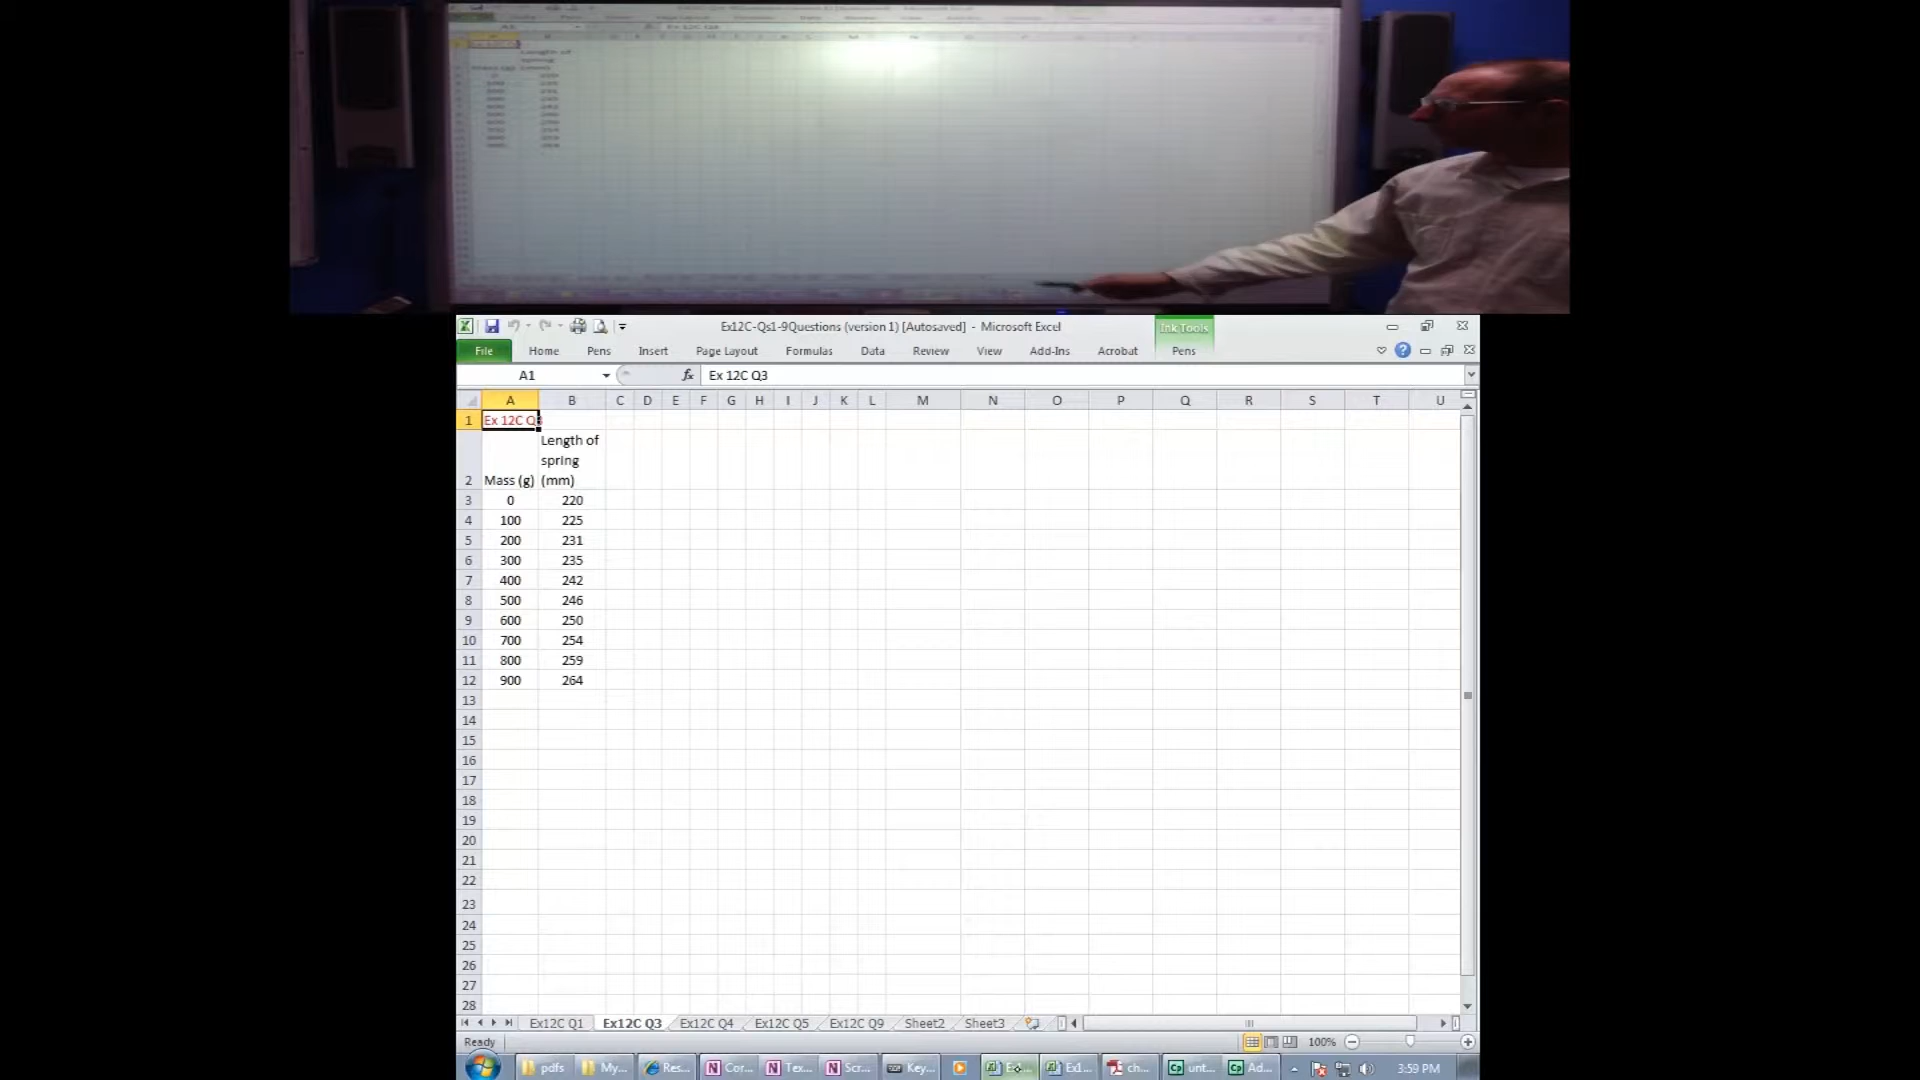 Ex12C-Qs1-9Questions (version 1) [Autosaved] - Microsoft Excel
Ink Tools
File Home Pens Insert Page Layout Formulas Data Review View Add-Ins Acrobat Pens
A1 fx Ex 12C Q3
A B C D E F G H I J K L M N O P Q R S T U
1 Ex 12C Q
Length of
spring
2 Mass (g) (mm)
3 0 220
4 100 225
5 200 231
6 300 235
7 400 242
8 500 246
9 600 250
10 700 254
11 800 259
12 900 264
13
14
15
16
17
18
19
20
21
22
23
24
25
26
27
28
Ex12C Q1 Ex12C Q3 Ex12C Q4 Ex12C Q5 Ex12C Q9 Sheet2 Sheet3
Ready 100%
pdfs My... Res... Cor... Tex... Scr... Key... Ex1... ch... unt... Ad... 3:59 PM